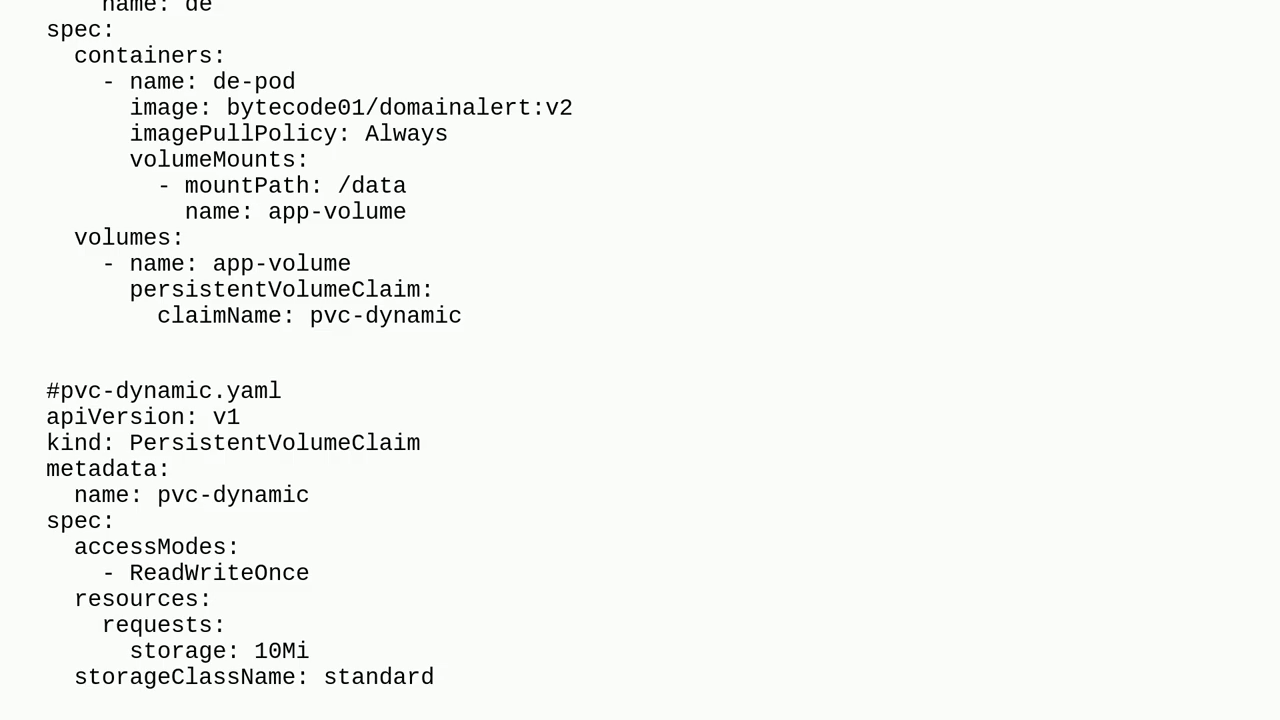 name: de
spec:
  containers:
    - name: de-pod
      image: bytecode01/domainalert:v2
      imagePullPolicy: Always
      volumeMounts:
        - mountPath: /data
          name: app-volume
  volumes:
    - name: app-volume
      persistentVolumeClaim:
        claimName: pvc-dynamic
#pvc-dynamic.yaml
apiVersion: v1
kind: PersistentVolumeClaim
metadata:
  name: pvc-dynamic
spec:
  accessModes:
    - ReadWriteOnce
  resources:
    requests:
      storage: 10Mi
  storageClassName: standard